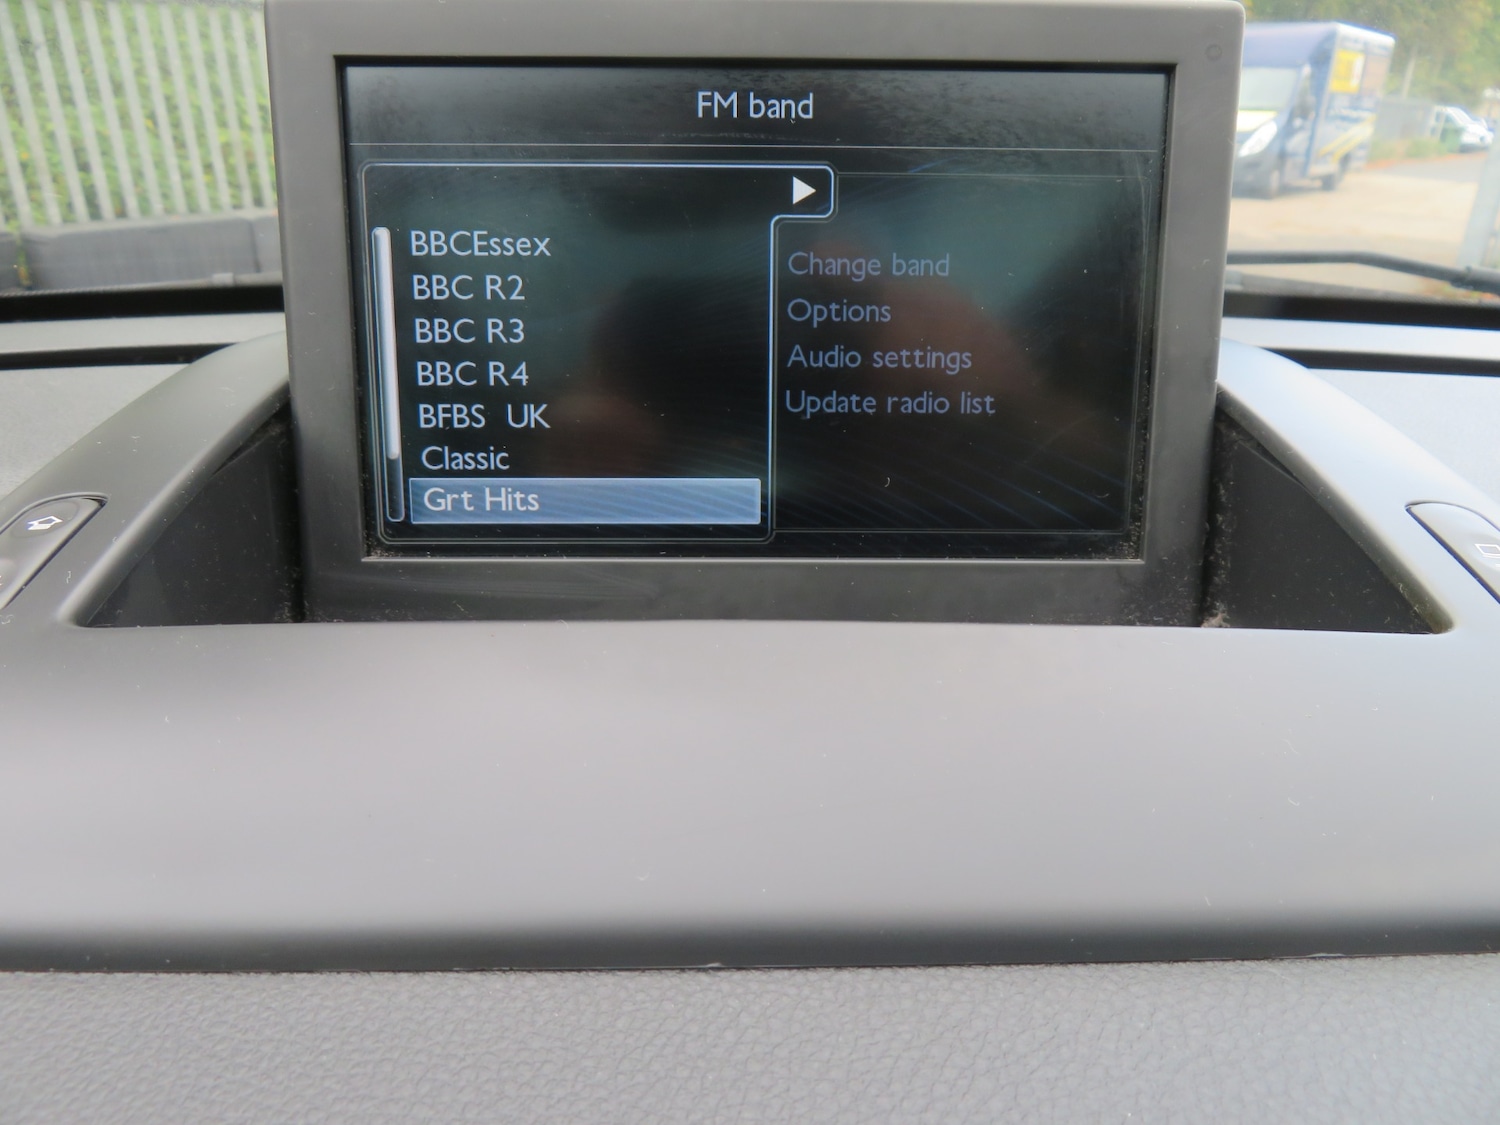 FM band
BBCEssex
BBC R2
BBC R3
BBC R4
BFBS UK
Classic
Grt Hits
Change band
Options
Audio settings
Update radio list